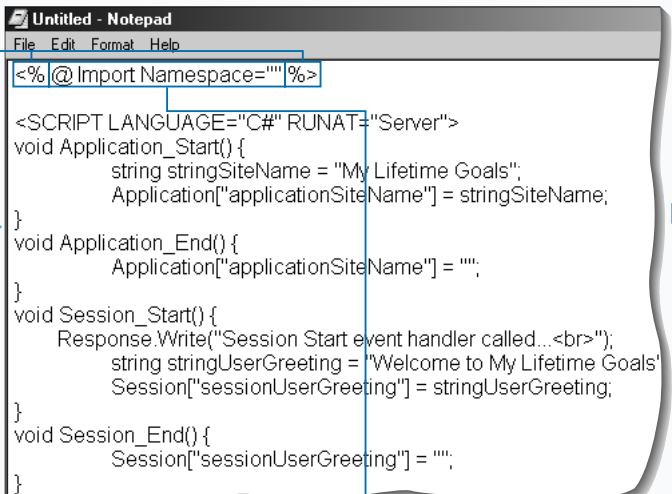 Untitled - Notepad
File Edit Format Help
<% @ Import Namespace="" %>
<SCRIPT LANGUAGE="C#" RUNAT="Server">
void Application_Start() {
string stringSiteName = "My Lifetime Goals";
Application["applicationSiteName"] = stringSiteName;
}
void Application_End() {
Application["applicationSiteName"] = "";
}
void Session_Start() {
Response.Write("Session Start event handler called...<br>");
string stringUserGreeting = "Welcome to My Lifetime Goals"
Session["sessionUserGreeting"] = stringUserGreeting;
}
void Session_End() {
Session["sessionUserGreeting"] = "";
}